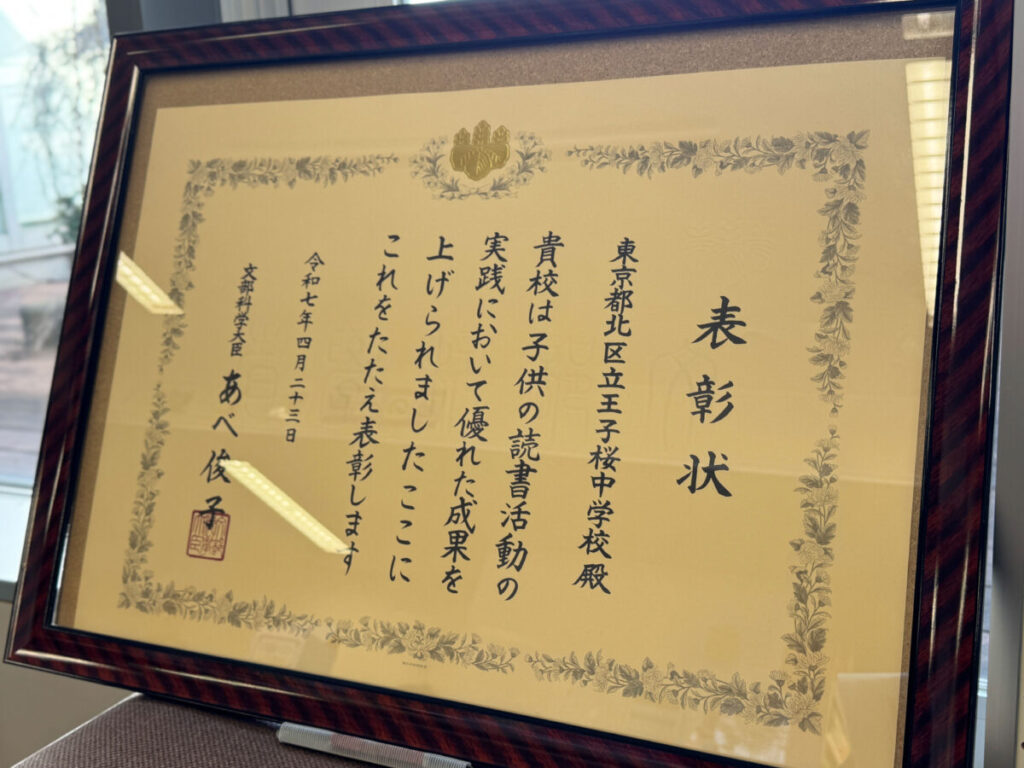 表彰状
東京都北区立王子桜中学校殿
貴校は子供の読書活動の
実践において優れた成果を
上げられましたここに
これをたたえ表彰します
令和七年四月二十三日
文部科学大臣 あべ俊子